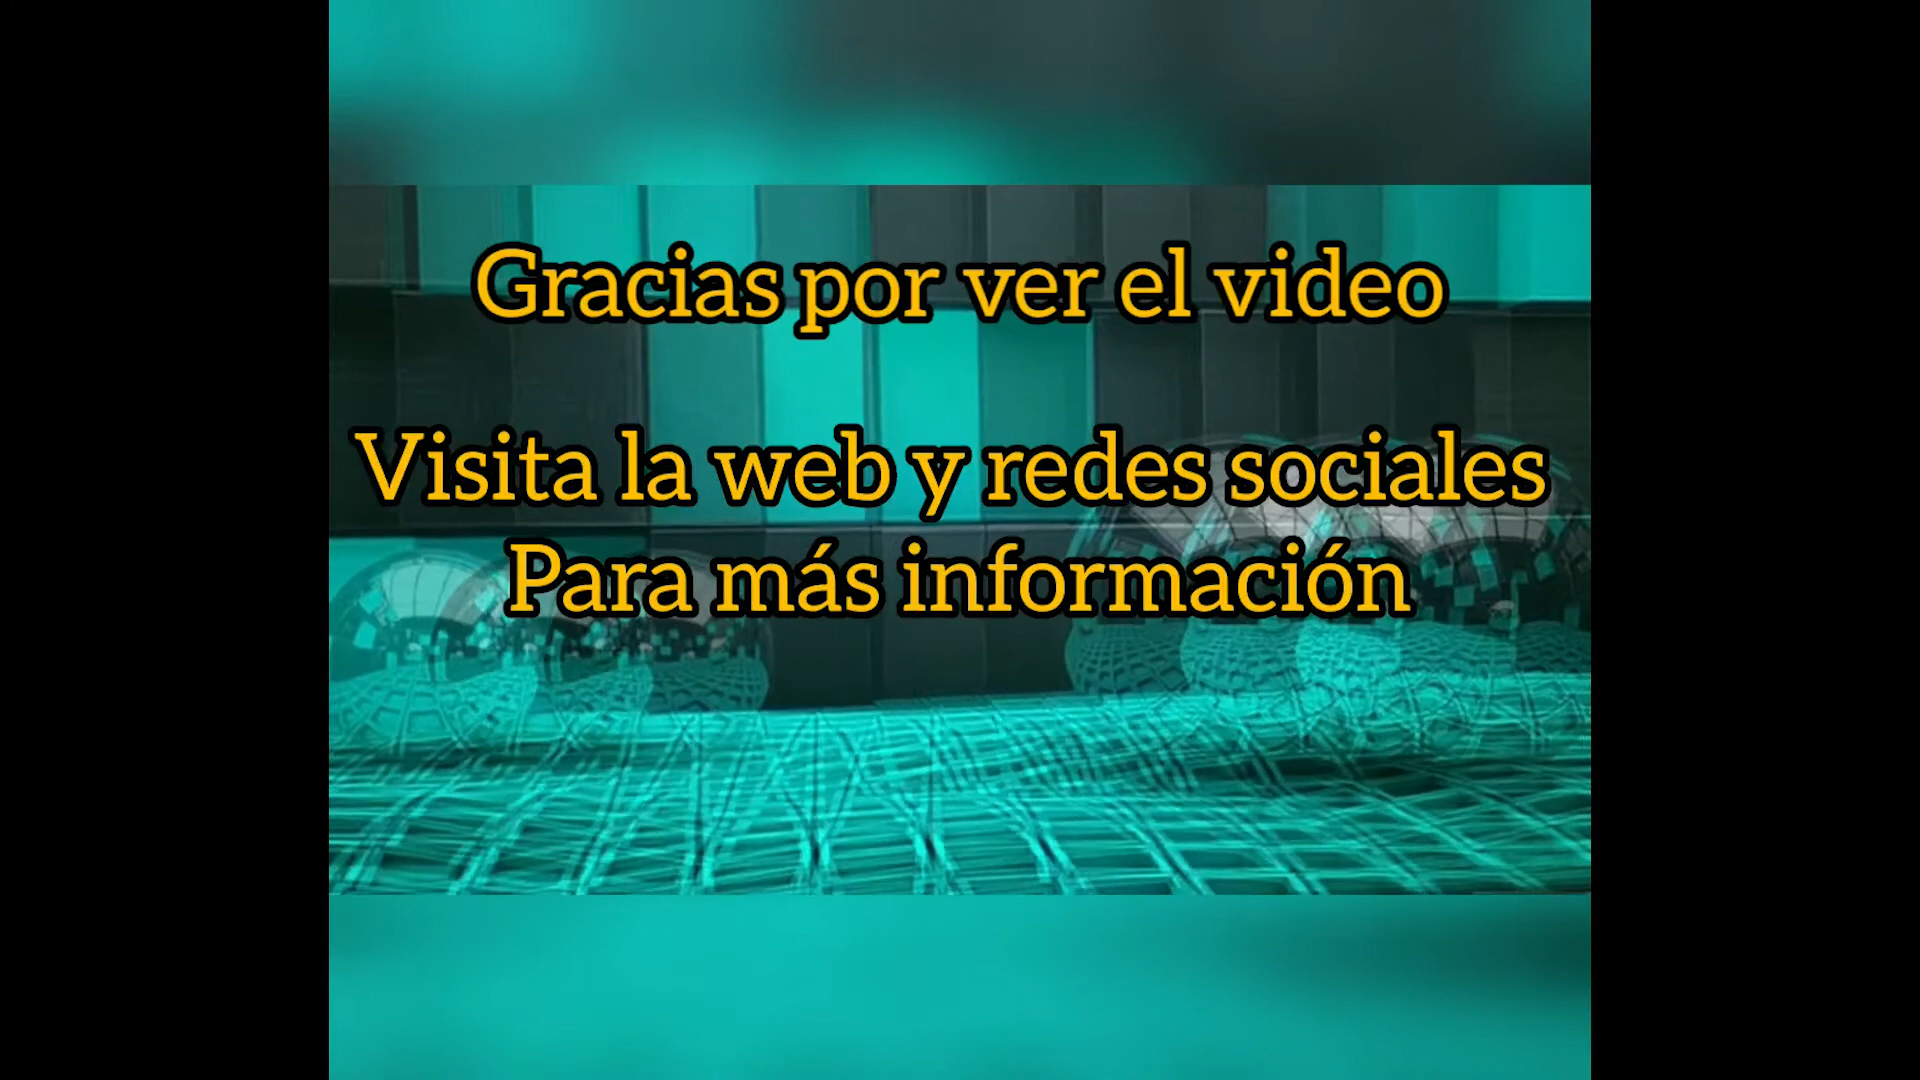 Gracias por ver el video
Visita la web y redes sociales
Para más información